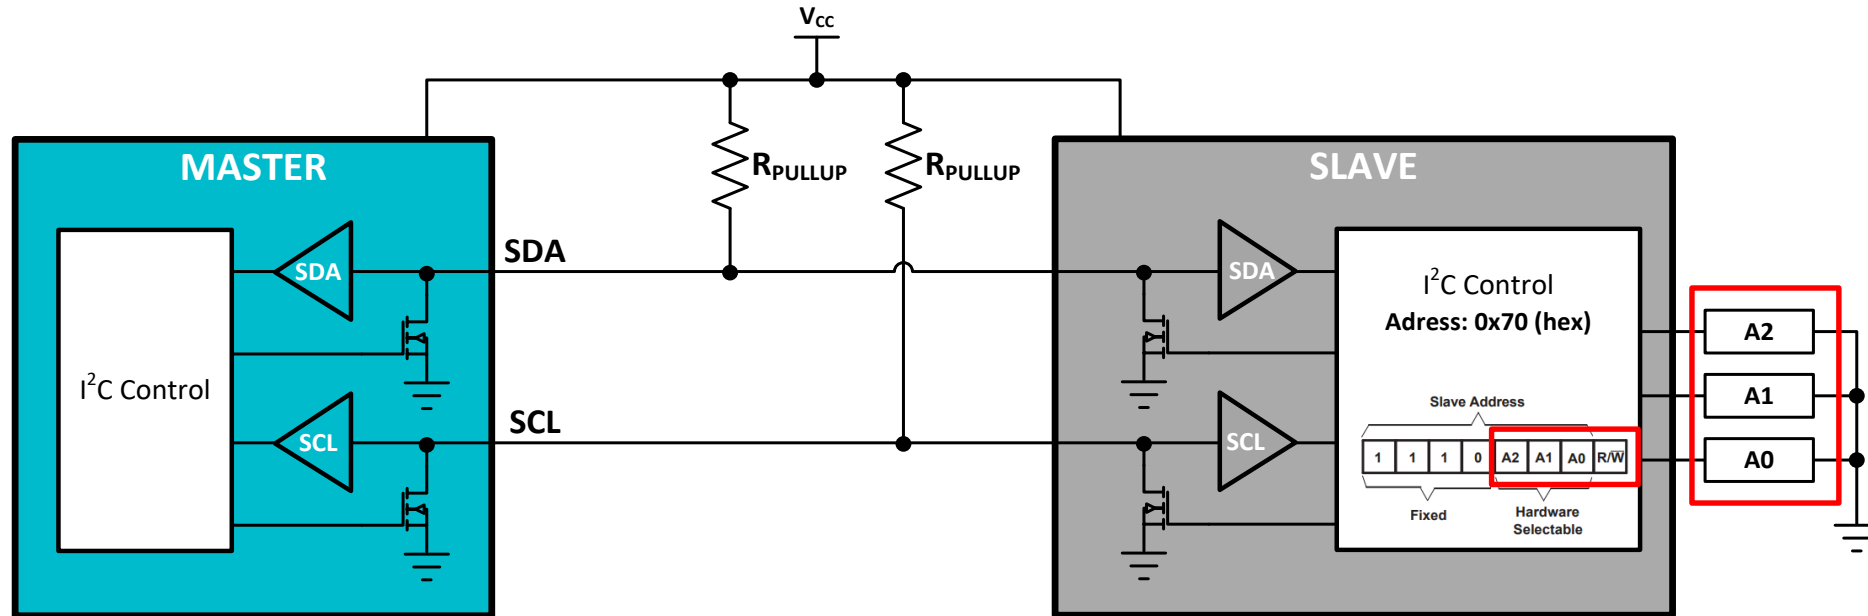 VCC
MASTER
SLAVE
RPULLUP
RPULLUP
SDA
SDA
SDA
I2C Control
Adress: 0x70 (hex)
A2
I2C Control
A1
Slave Address
SCL
SCL
SCL
1 1 1 0 A2 A1 A0 R/W̅
A0
Fixed
Hardware
Selectable